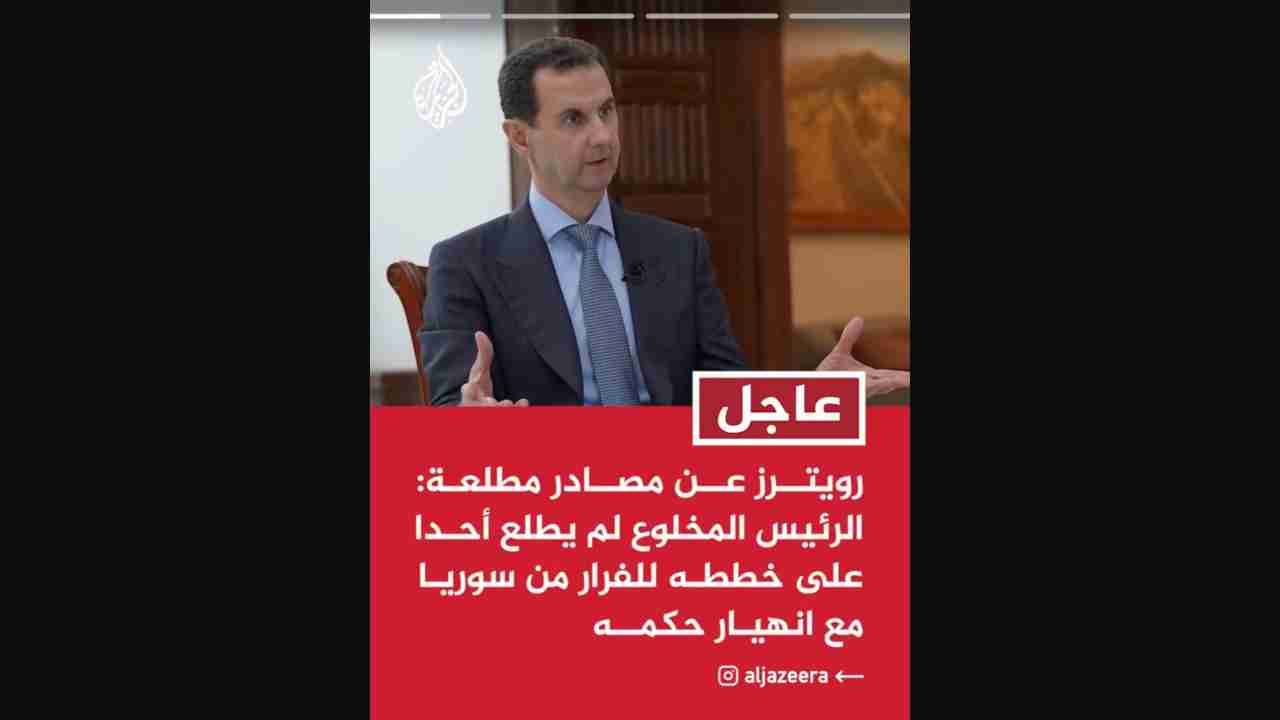 عاجل
رويترز عن مصادر مطلعة:
الرئيس المخلوع لم يطلع أحدا
على خططه للفرار من سوريا
مع انهيار حكمه
aljazeera